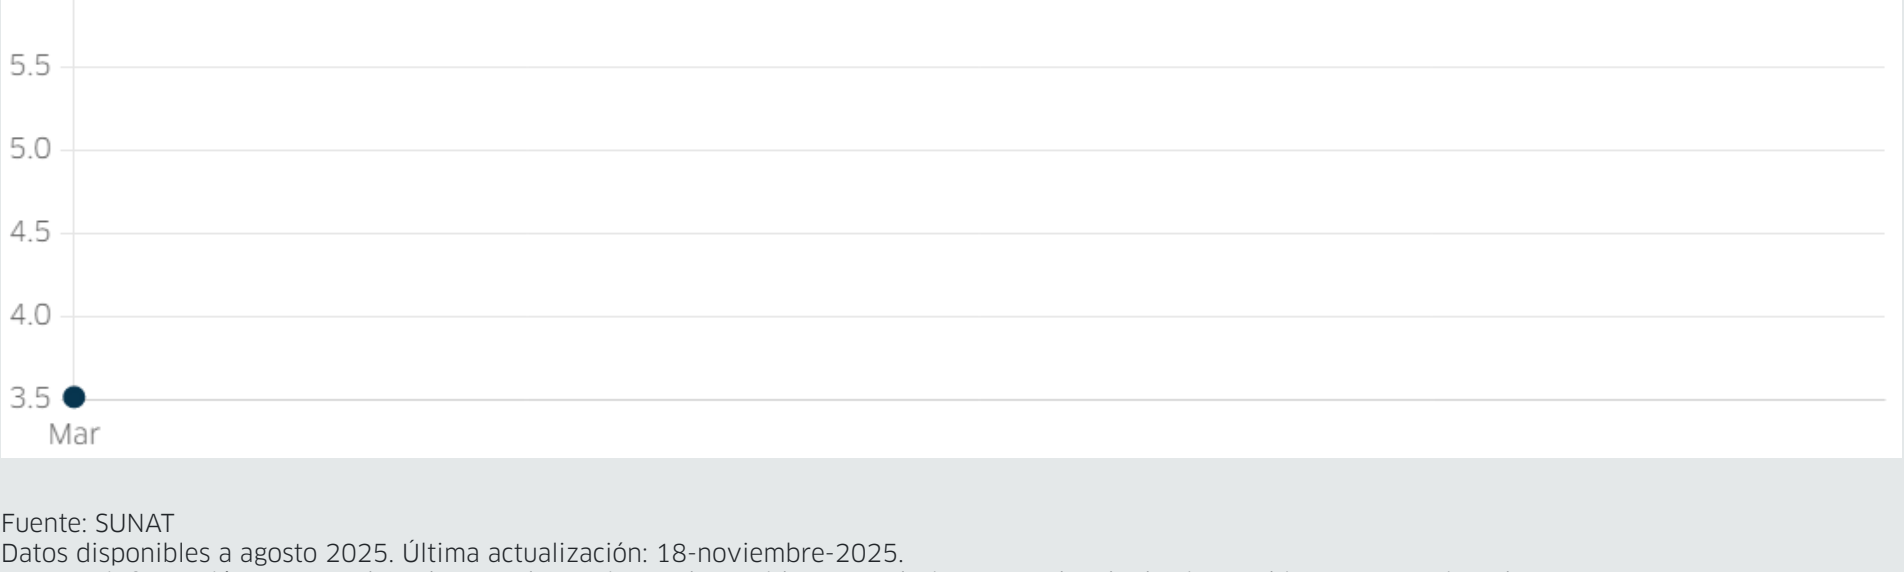 5.5
5.0
4.5
4.0
3.5
Mar
Fuente: SUNAT
Datos disponibles a agosto 2025. Última actualización: 18-noviembre-2025.